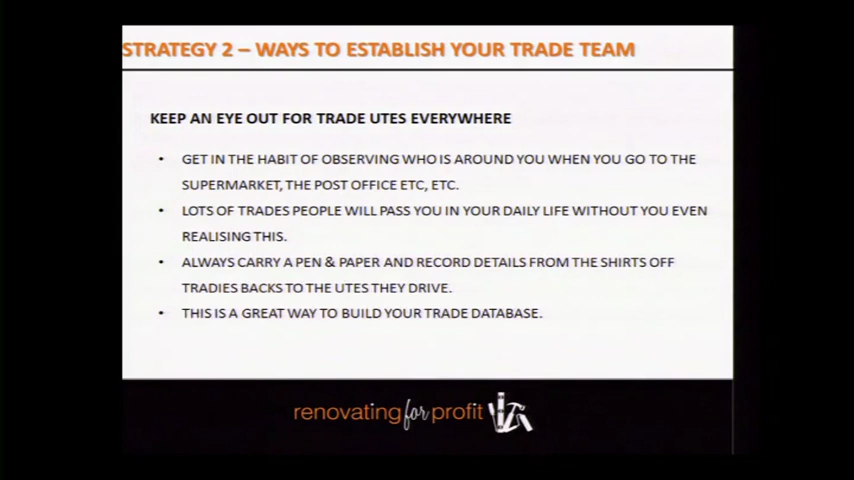 STRATEGY 2 – WAYS TO ESTABLISH YOUR TRADE TEAM
KEEP AN EYE OUT FOR TRADE UTES EVERYWHERE
• GET IN THE HABIT OF OBSERVING WHO IS AROUND YOU WHEN YOU GO TO THE
SUPERMARKET, THE POST OFFICE ETC, ETC.
• LOTS OF TRADES PEOPLE WILL PASS YOU IN YOUR DAILY LIFE WITHOUT YOU EVEN
REALISING THIS.
• ALWAYS CARRY A PEN & PAPER AND RECORD DETAILS FROM THE SHIRTS OFF
TRADIES BACKS TO THE UTES THEY DRIVE.
• THIS IS A GREAT WAY TO BUILD YOUR TRADE DATABASE.
renovating for profit